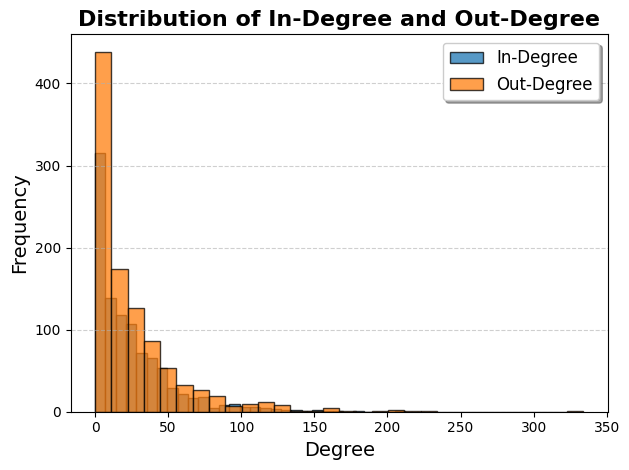 Distribution of In-Degree and Out-Degree
In-Degree
Out-Degree
400
300
200
100
0
Frequency
0 50 100 150 200 250 300 350
Degree